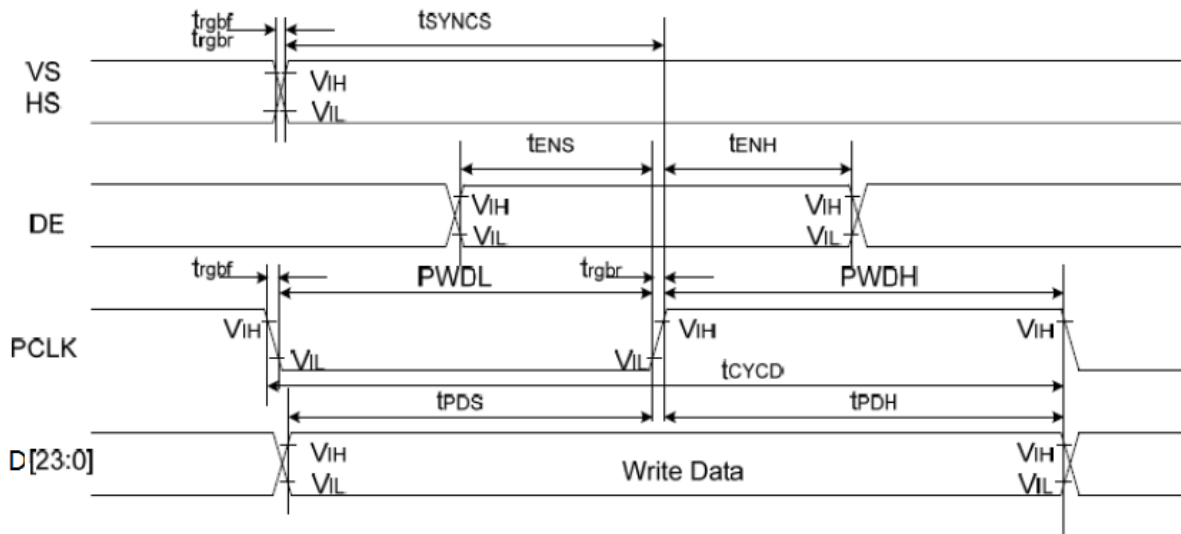 trgbf
trgbr
tSYNCS
VS
HS
VIH
VIL
tENS
tENH
DE
VIH
VIH
VIL
VIL
trgbf
PWDL
trgbr
PWDH
PCLK
VIH
VIH
VIH
VIL
VIL
tCYCD
tPDS
tPDH
D[23:0]
VIH
VIH
Write Data
VIL
VIL